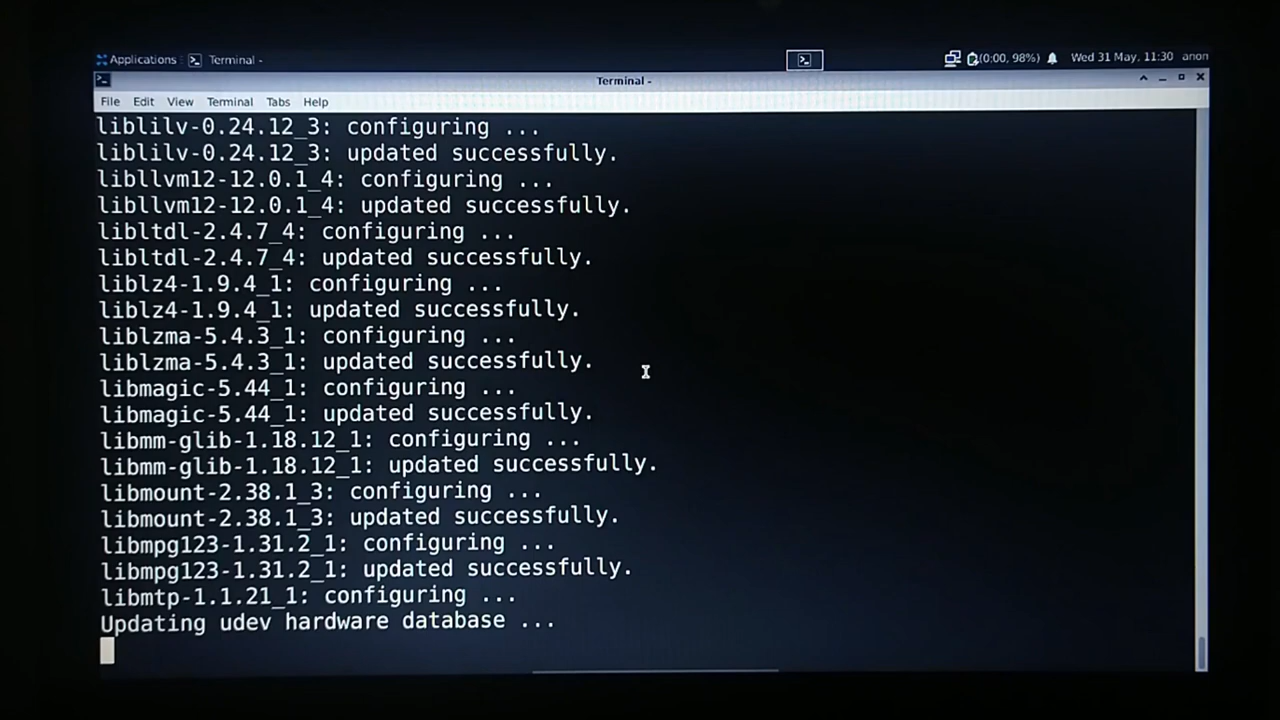 Applications Terminal - (0:00, 98%) Wed 31 May, 11:30 anon
Terminal -
File Edit View Terminal Tabs Help
liblilv-0.24.12_3: configuring ...
liblilv-0.24.12_3: updated successfully.
libllvm12-12.0.1_4: configuring ...
libllvm12-12.0.1_4: updated successfully.
libltdl-2.4.7_4: configuring ...
libltdl-2.4.7_4: updated successfully.
liblz4-1.9.4_1: configuring ...
liblz4-1.9.4_1: updated successfully.
liblzma-5.4.3_1: configuring ...
liblzma-5.4.3_1: updated successfully.
libmagic-5.44_1: configuring ...
libmagic-5.44_1: updated successfully.
libmm-glib-1.18.12_1: configuring ...
libmm-glib-1.18.12_1: updated successfully.
libmount-2.38.1_3: configuring ...
libmount-2.38.1_3: updated successfully.
libmpg123-1.31.2_1: configuring ...
libmpg123-1.31.2_1: updated successfully.
libmtp-1.1.21_1: configuring ...
Updating udev hardware database ...